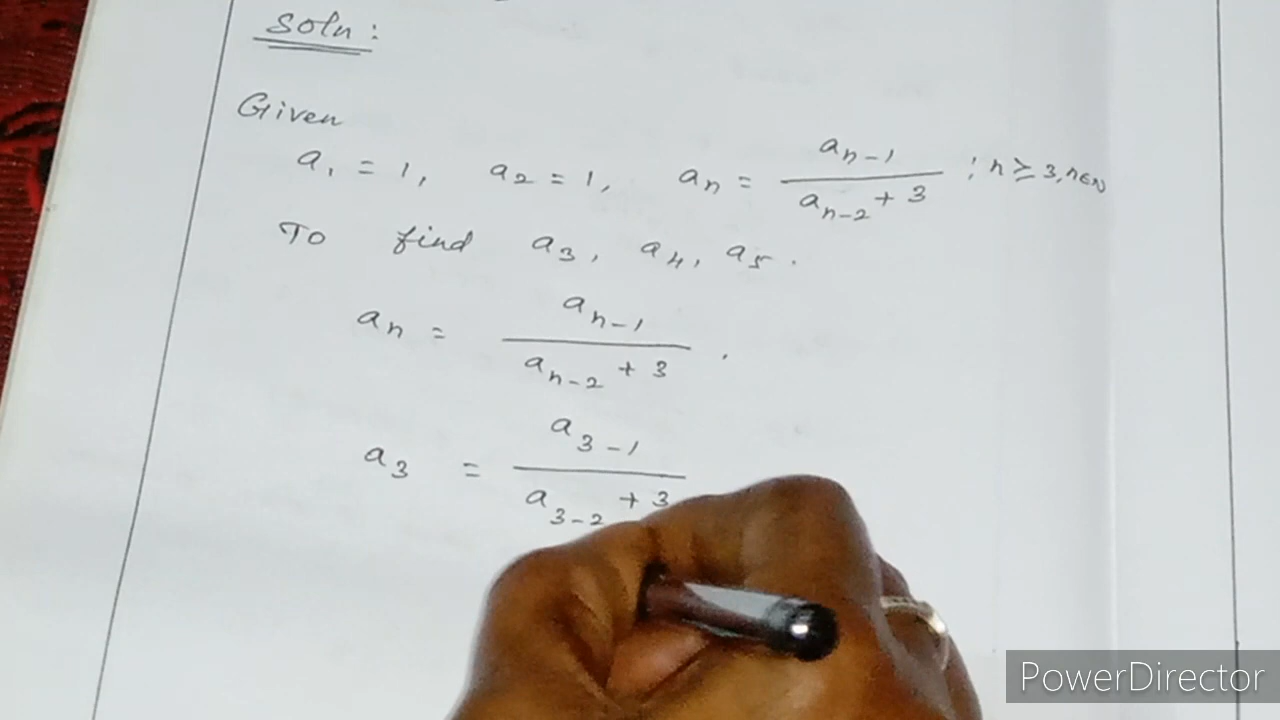 Soln:
Given
a₁ = 1, a₂ = 1, aₙ = aₙ₋₁ / (aₙ₋₂ + 3) ; n ≥ 3, n∈N
To find a₃, a₄, a₅.
aₙ = aₙ₋₁ / (aₙ₋₂ + 3) .
a₃ = a₃₋₁ / (a₃₋₂ + 3)
PowerDirector